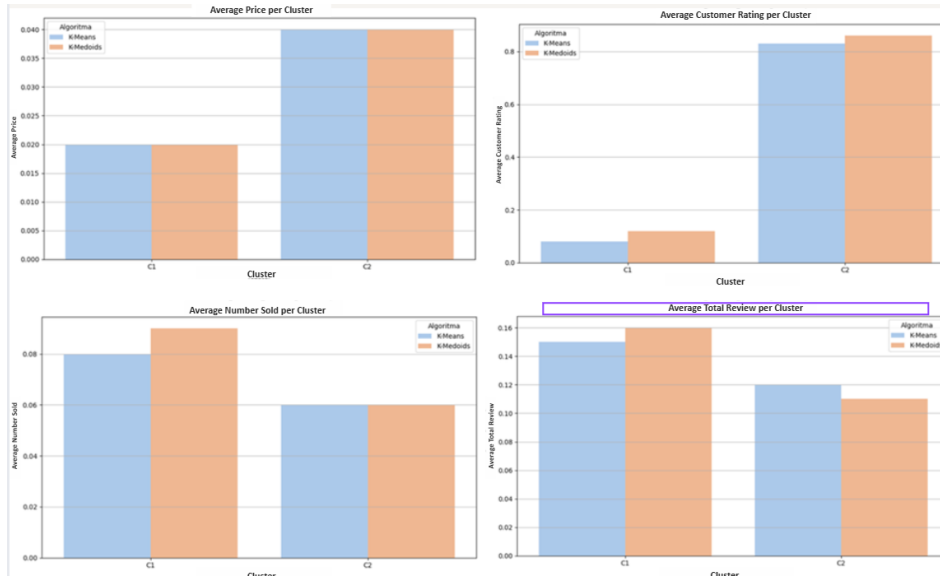 Average Price per Cluster
Algoritma
K-Means
K-Medoids
0.040
0.035
0.030
0.025
0.020
0.015
0.010
0.005
0.000
Average Price
C1
C2
Cluster
Average Customer Rating per Cluster
Algoritma
K-Means
K-Medoids
0.8
0.6
0.4
0.2
0.0
Average Customer Rating
C1
C2
Cluster
Average Number Sold per Cluster
Algoritma
K-Means
K-Medoids
0.08
0.06
0.04
0.02
0.00
Average Number Sold
C1
C2
Cluster
Average Total Review per Cluster
Algoritma
K-Means
K-Medoids
0.16
0.14
0.12
0.10
0.08
0.06
0.04
0.02
0.00
Average Total Review
C1
C2
Cluster